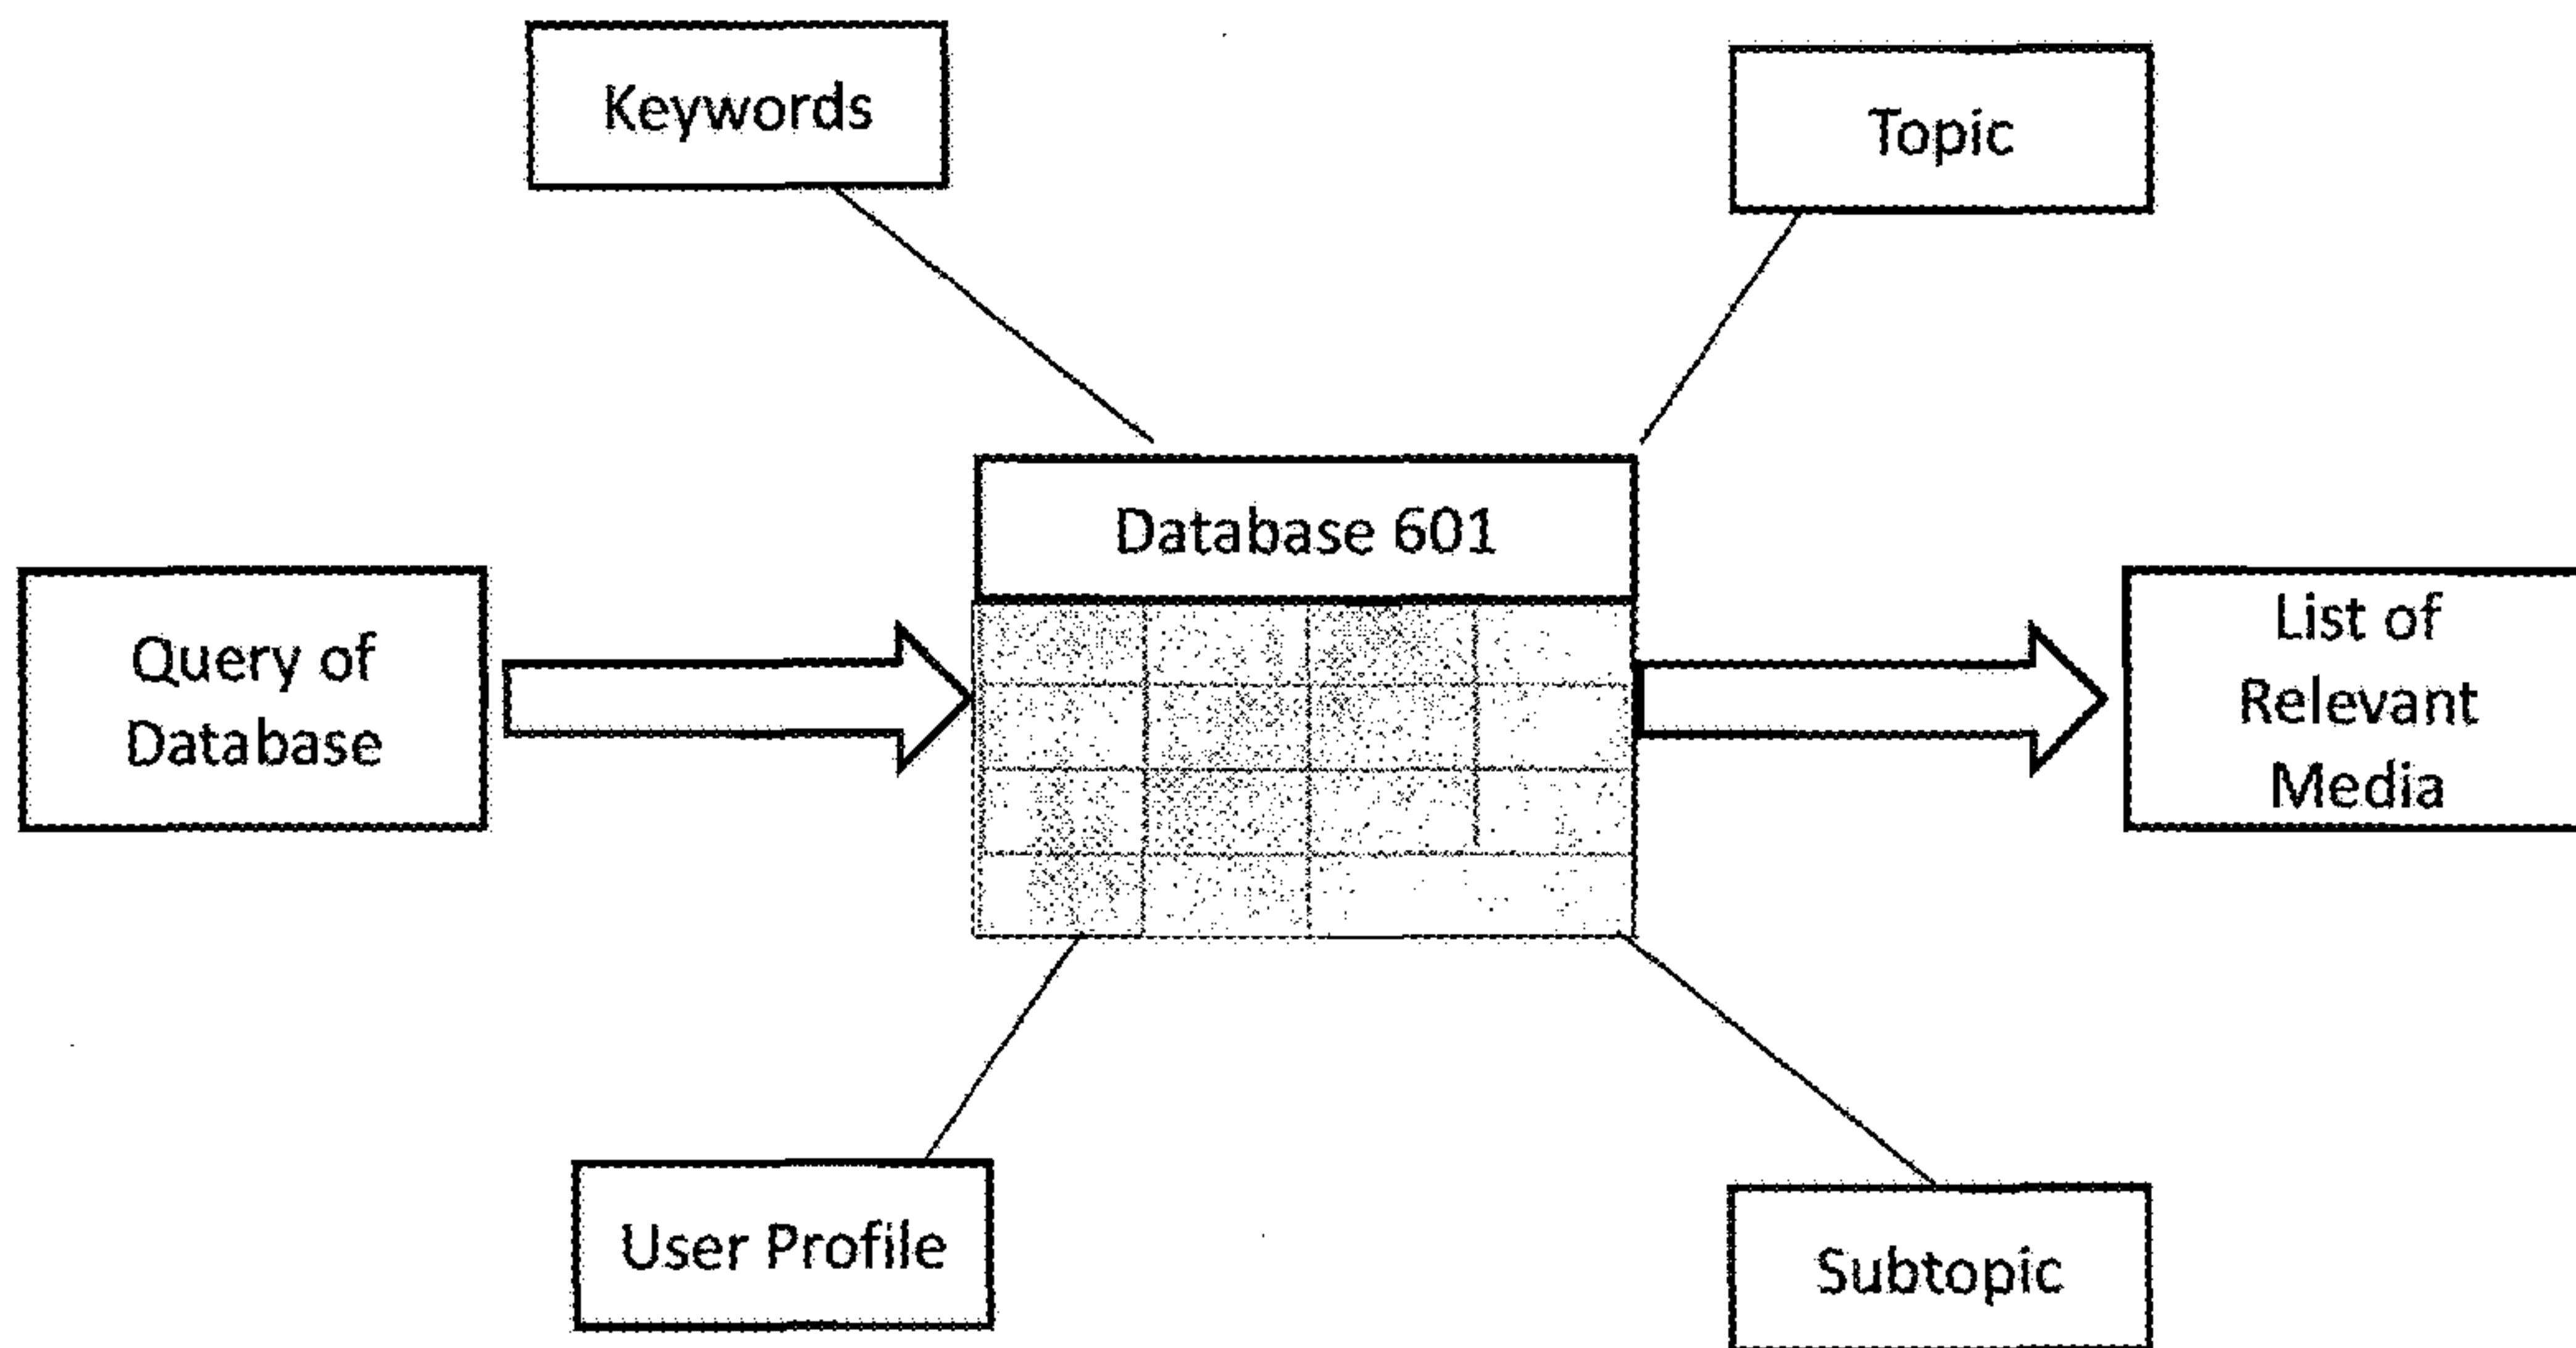 Keywords
Topic
Database 601
Query of
Database
List of
Relevant
Media
User Profile
Subtopic